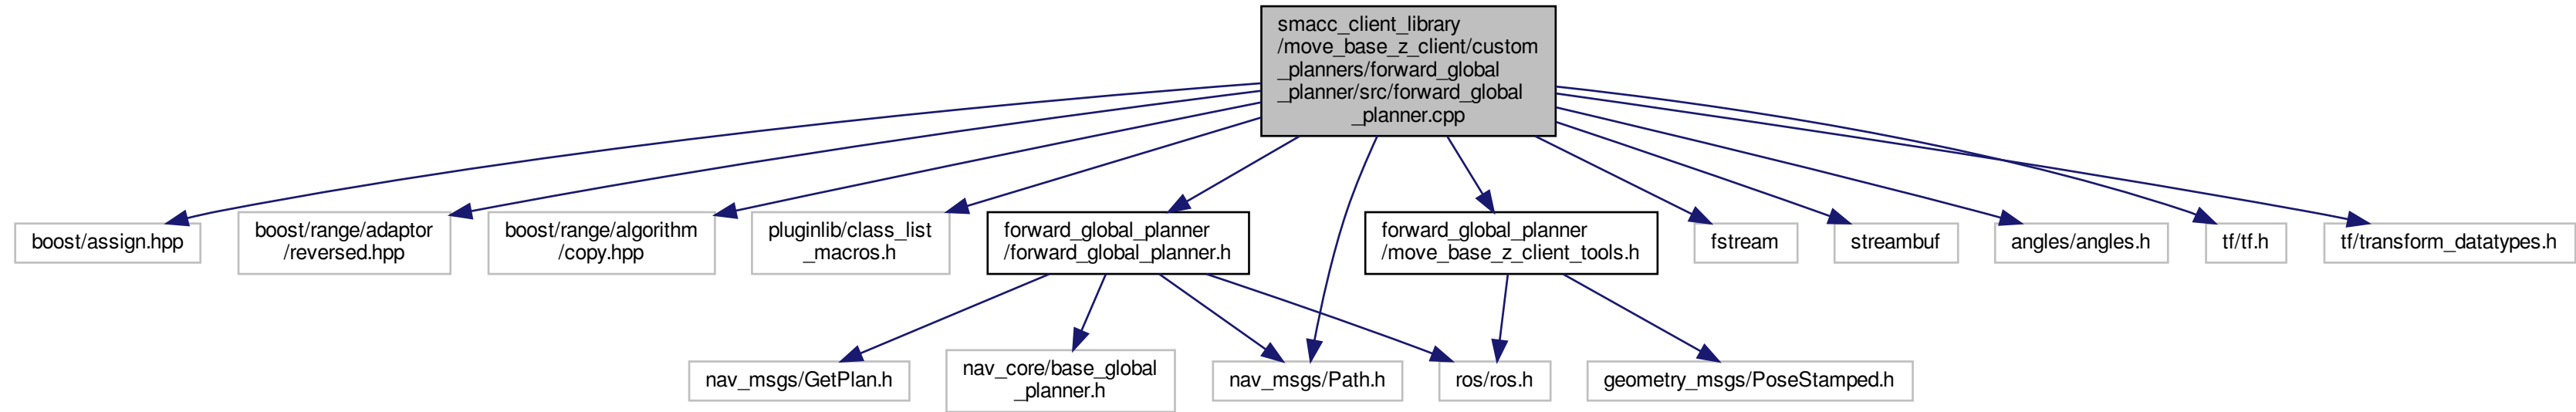 smacc_client_library
/move_base_z_client/custom
_planners/forward_global
_planner/src/forward_global
_planner.cpp
boost/assign.hpp
boost/range/adaptor
/reversed.hpp
boost/range/algorithm
/copy.hpp
pluginlib/class_list
_macros.h
forward_global_planner
/forward_global_planner.h
forward_global_planner
/move_base_z_client_tools.h
fstream
streambuf
angles/angles.h
tf/tf.h
tf/transform_datatypes.h
nav_msgs/GetPlan.h
nav_core/base_global
_planner.h
nav_msgs/Path.h
ros/ros.h
geometry_msgs/PoseStamped.h